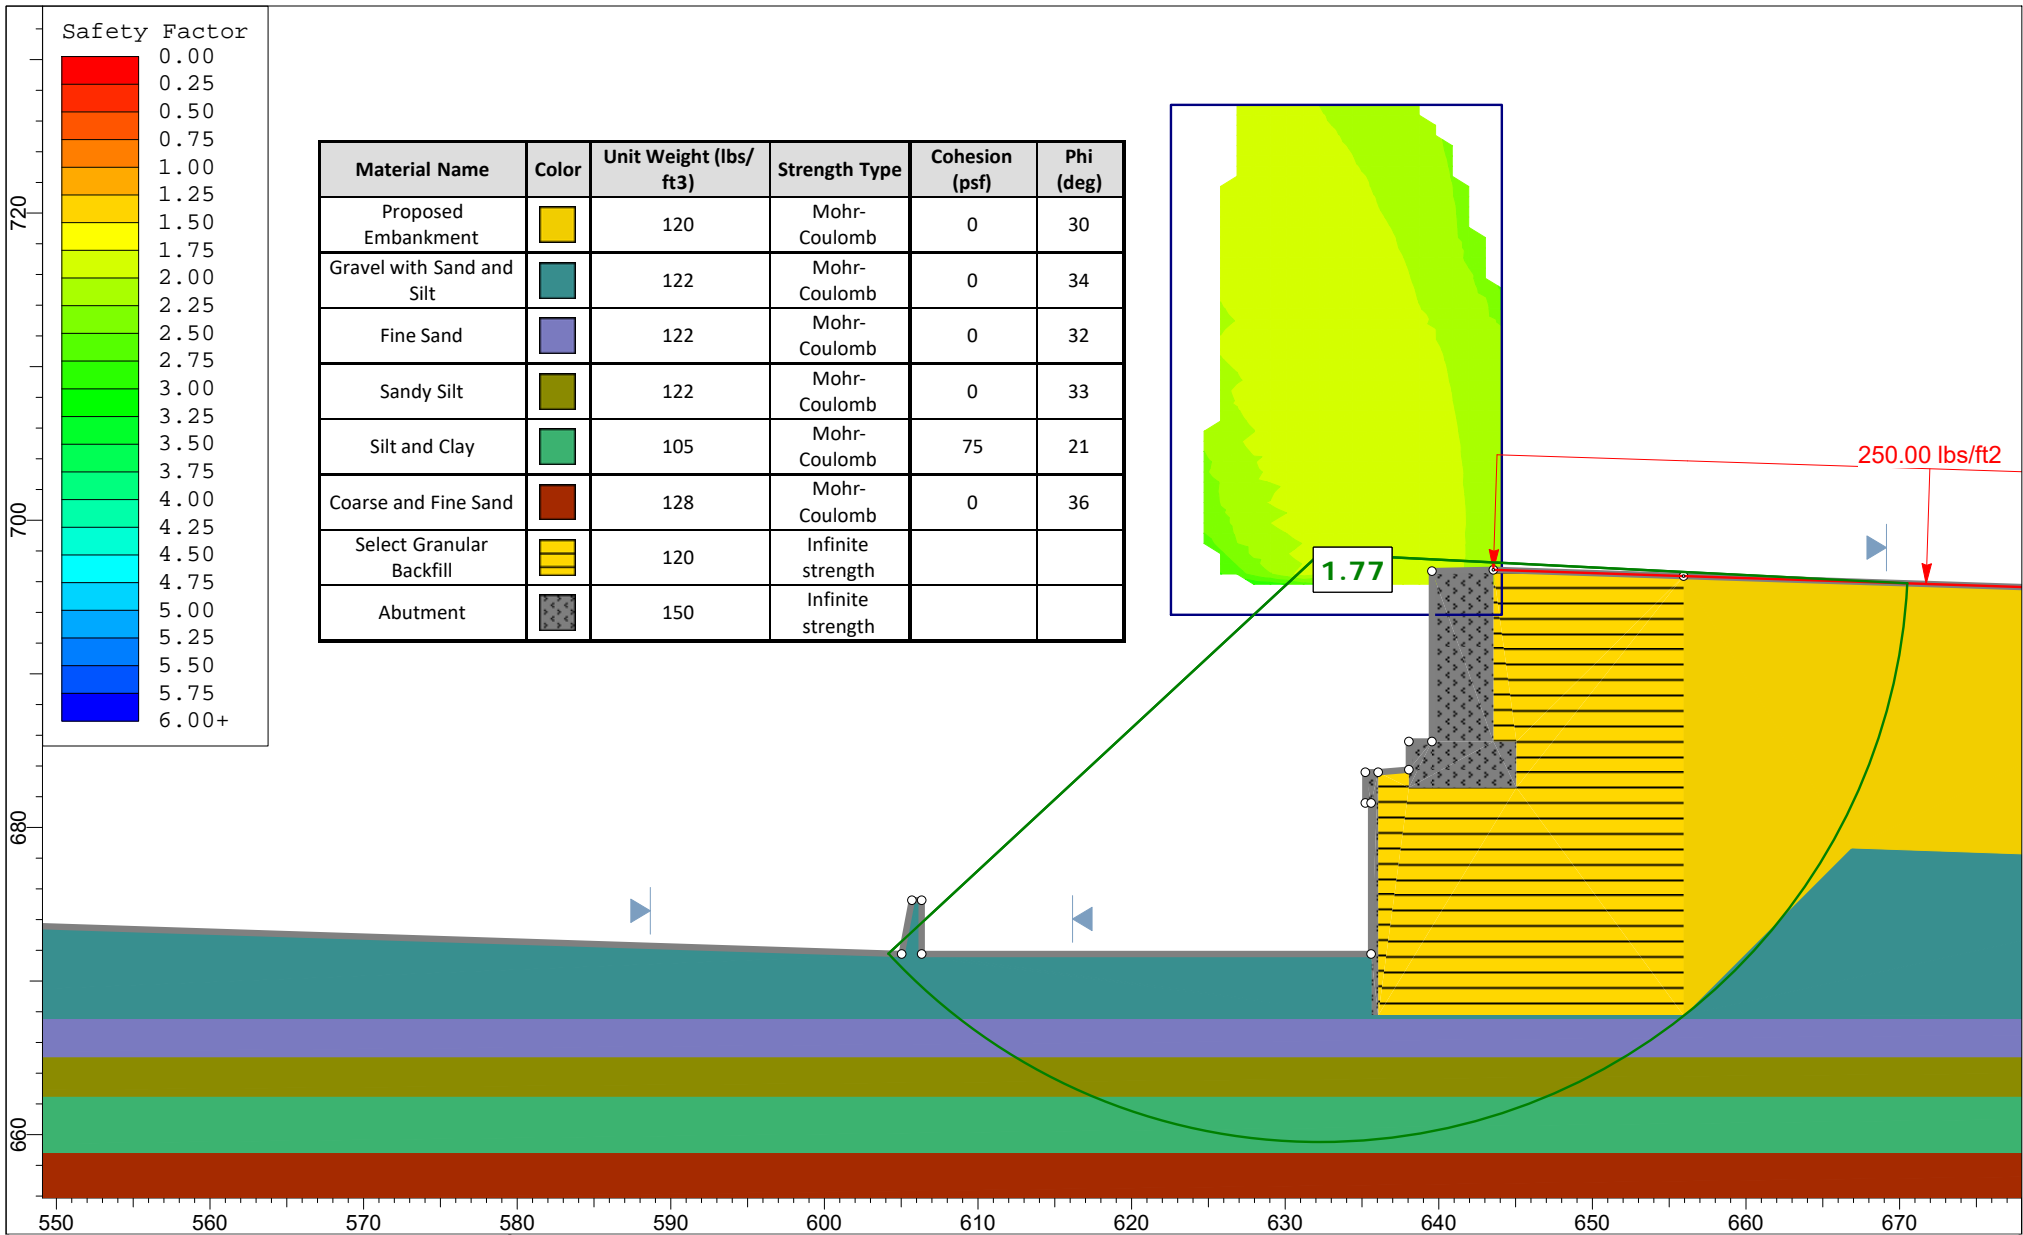 Safety Factor
0.00
0.25
0.50
0.75
1.00
1.25
1.50
1.75
2.00
2.25
2.50
2.75
3.00
3.25
3.50
3.75
4.00
4.25
4.50
4.75
5.00
5.25
5.50
5.75
6.00+
Material Name Color Unit Weight (lbs/ft3) Strength Type Cohesion (psf) Phi (deg)
Proposed Embankment 120 Mohr-Coulomb 0 30
Gravel with Sand and Silt 122 Mohr-Coulomb 0 34
Fine Sand 122 Mohr-Coulomb 0 32
Sandy Silt 122 Mohr-Coulomb 0 33
Silt and Clay 105 Mohr-Coulomb 75 21
Coarse and Fine Sand 128 Mohr-Coulomb 0 36
Select Granular Backfill 120 Infinite strength
Abutment 150 Infinite strength
250.00 lbs/ft2
1.77
720
700
680
660
550 560 570 580 590 600 610 620 630 640 650 660 670